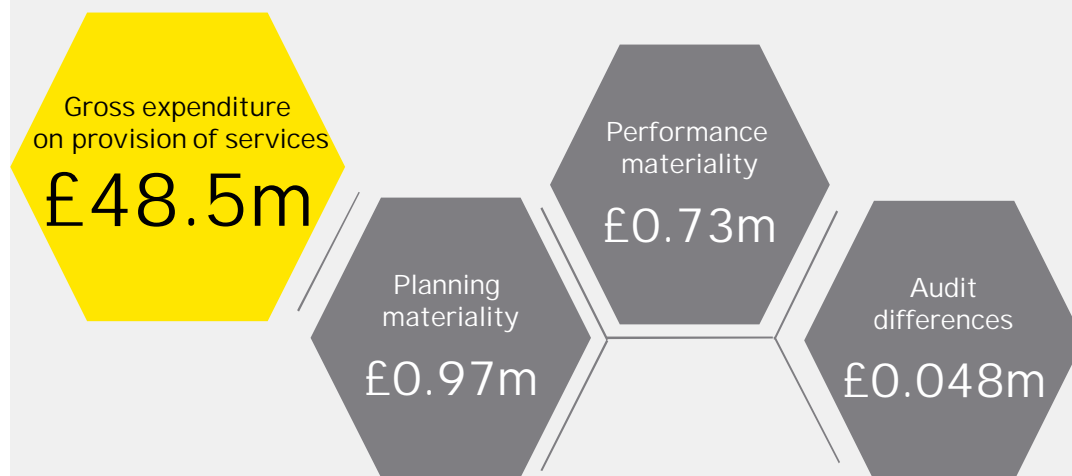 Gross expenditure
on provision of services
£48.5m
Planning
materiality
£0.97m
Performance
materiality
£0.73m
Audit
differences
£0.048m